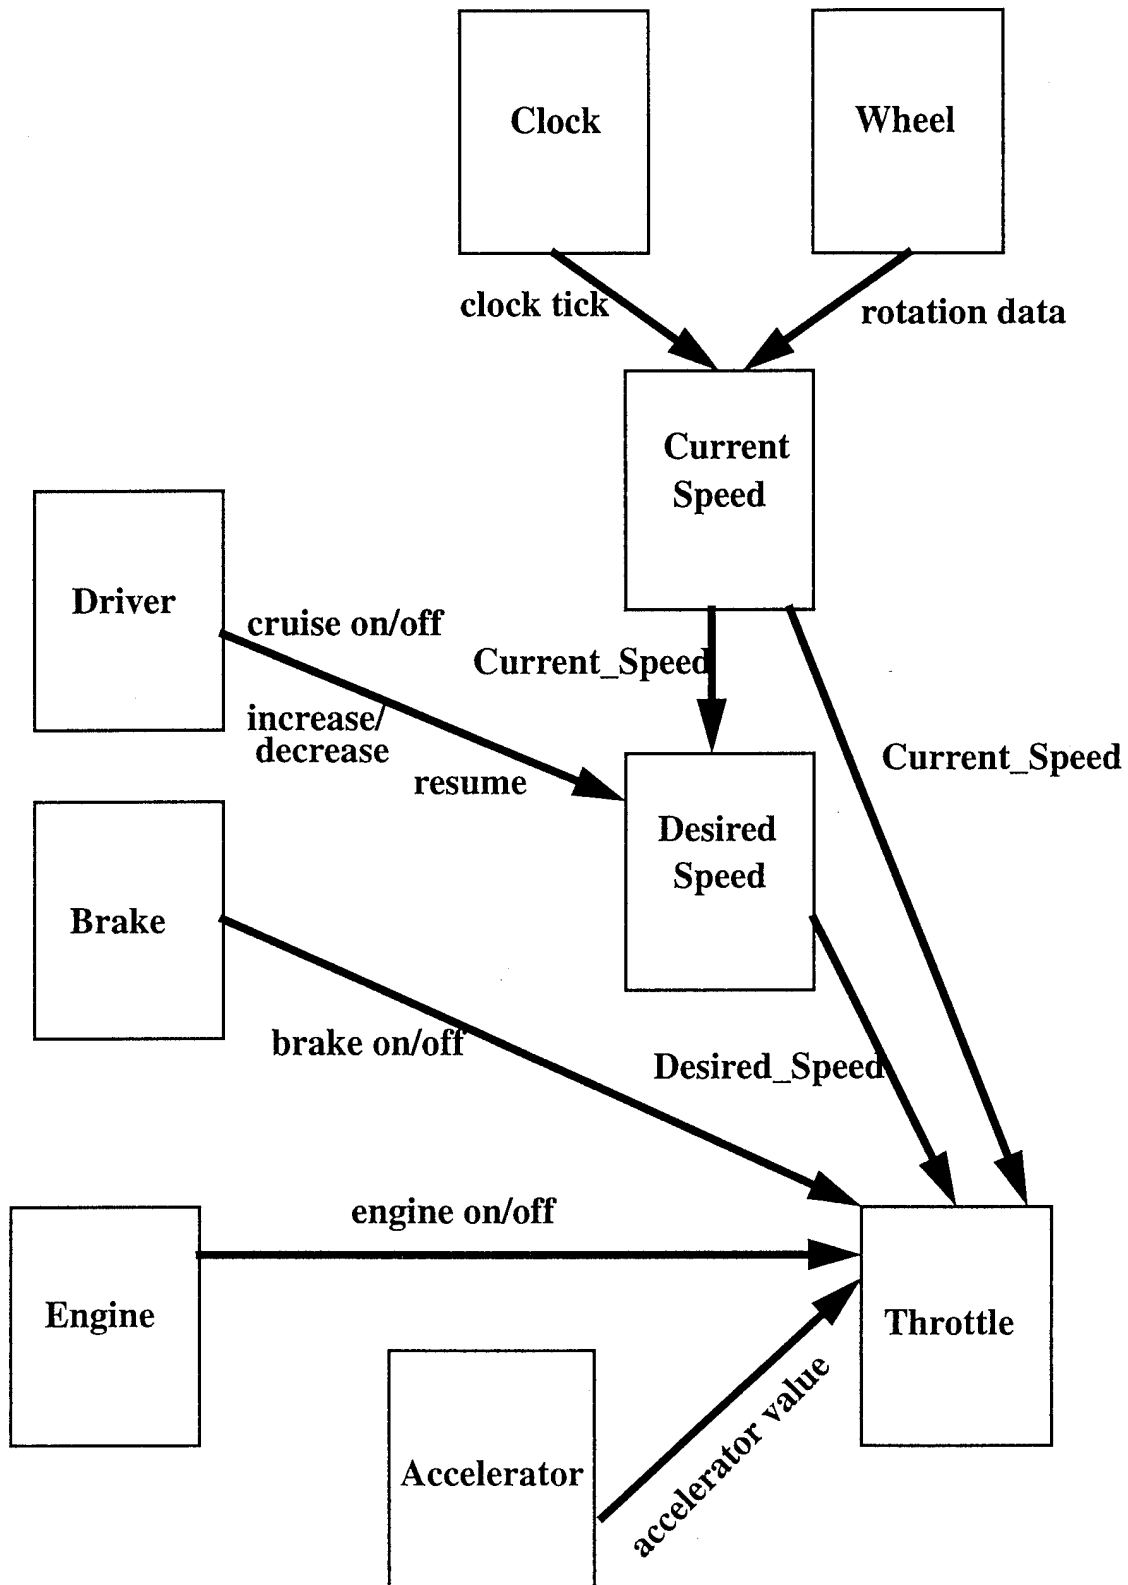 Clock
Wheel
clock tick
rotation data
Current
Speed
Driver
cruise on/off
Current_Speed
increase/
decrease
resume
Current_Speed
Desired
Speed
Brake
brake on/off
Desired_Speed
engine on/off
Engine
Throttle
accelerator value
Accelerator